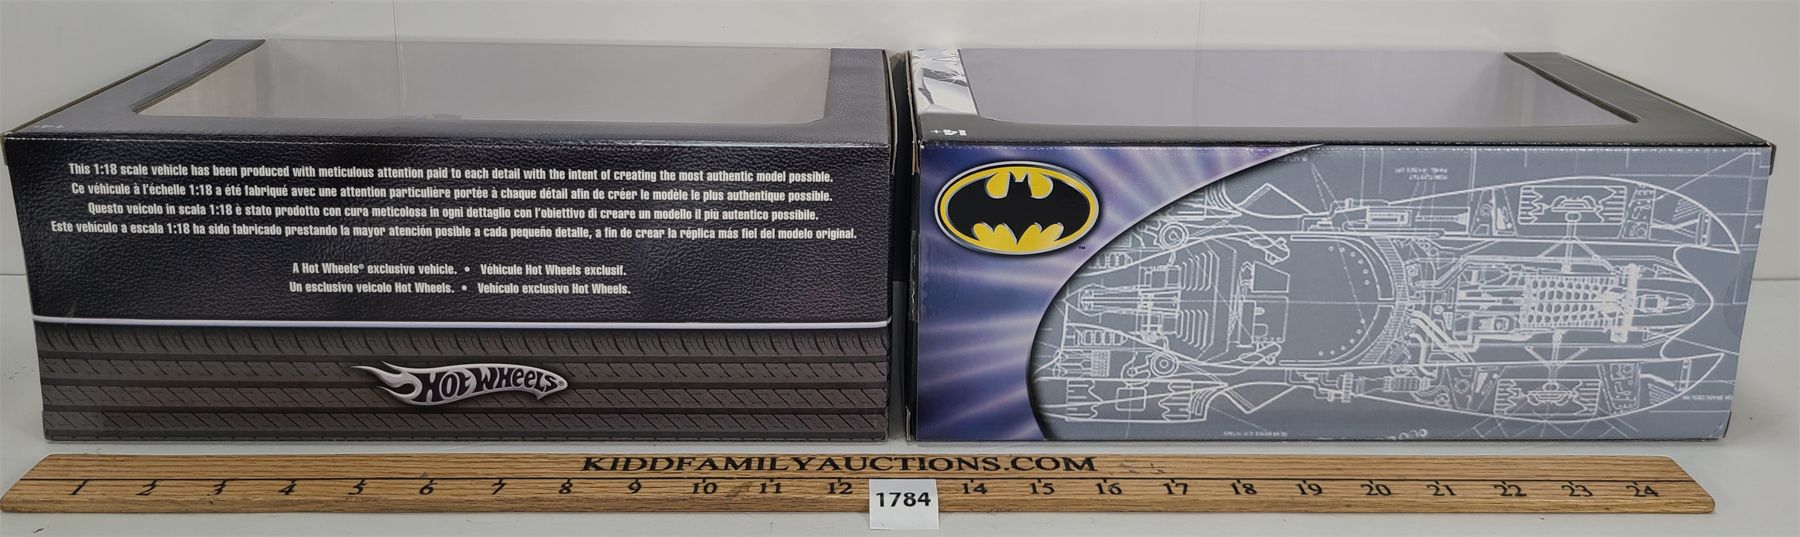 This 1:18 scale vehicle has been produced with meticulous attention paid to each detail with the intent of creating the most authentic model possible.
Ce véhicule à l'échelle 1:18 a été fabriqué avec une attention particulière portée à chaque détail afin de créer le modèle le plus authentique possible.
Questo veicolo in scala 1:18 è stato prodotto con cura meticolosa in ogni dettaglio con l'obiettivo di creare un modello il più autentico possibile.
Este vehículo a escala 1:18 ha sido fabricado prestando la mayor atención posible a cada pequeño detalle, a fin de crear la réplica más fiel del modelo original.
A Hot Wheels® exclusive vehicle. • Véhicule Hot Wheels exclusif.
Un esclusivo veicolo Hot Wheels. • Vehículo exclusivo Hot Wheels.
HOT WHEELS®
14+
TM
KIDDFAMILYAUCTIONS.COM
1 2 3 4 5 6 7 8 9 10 11 12 14 15 16 17 18 19 20 21 22 23 24
1784